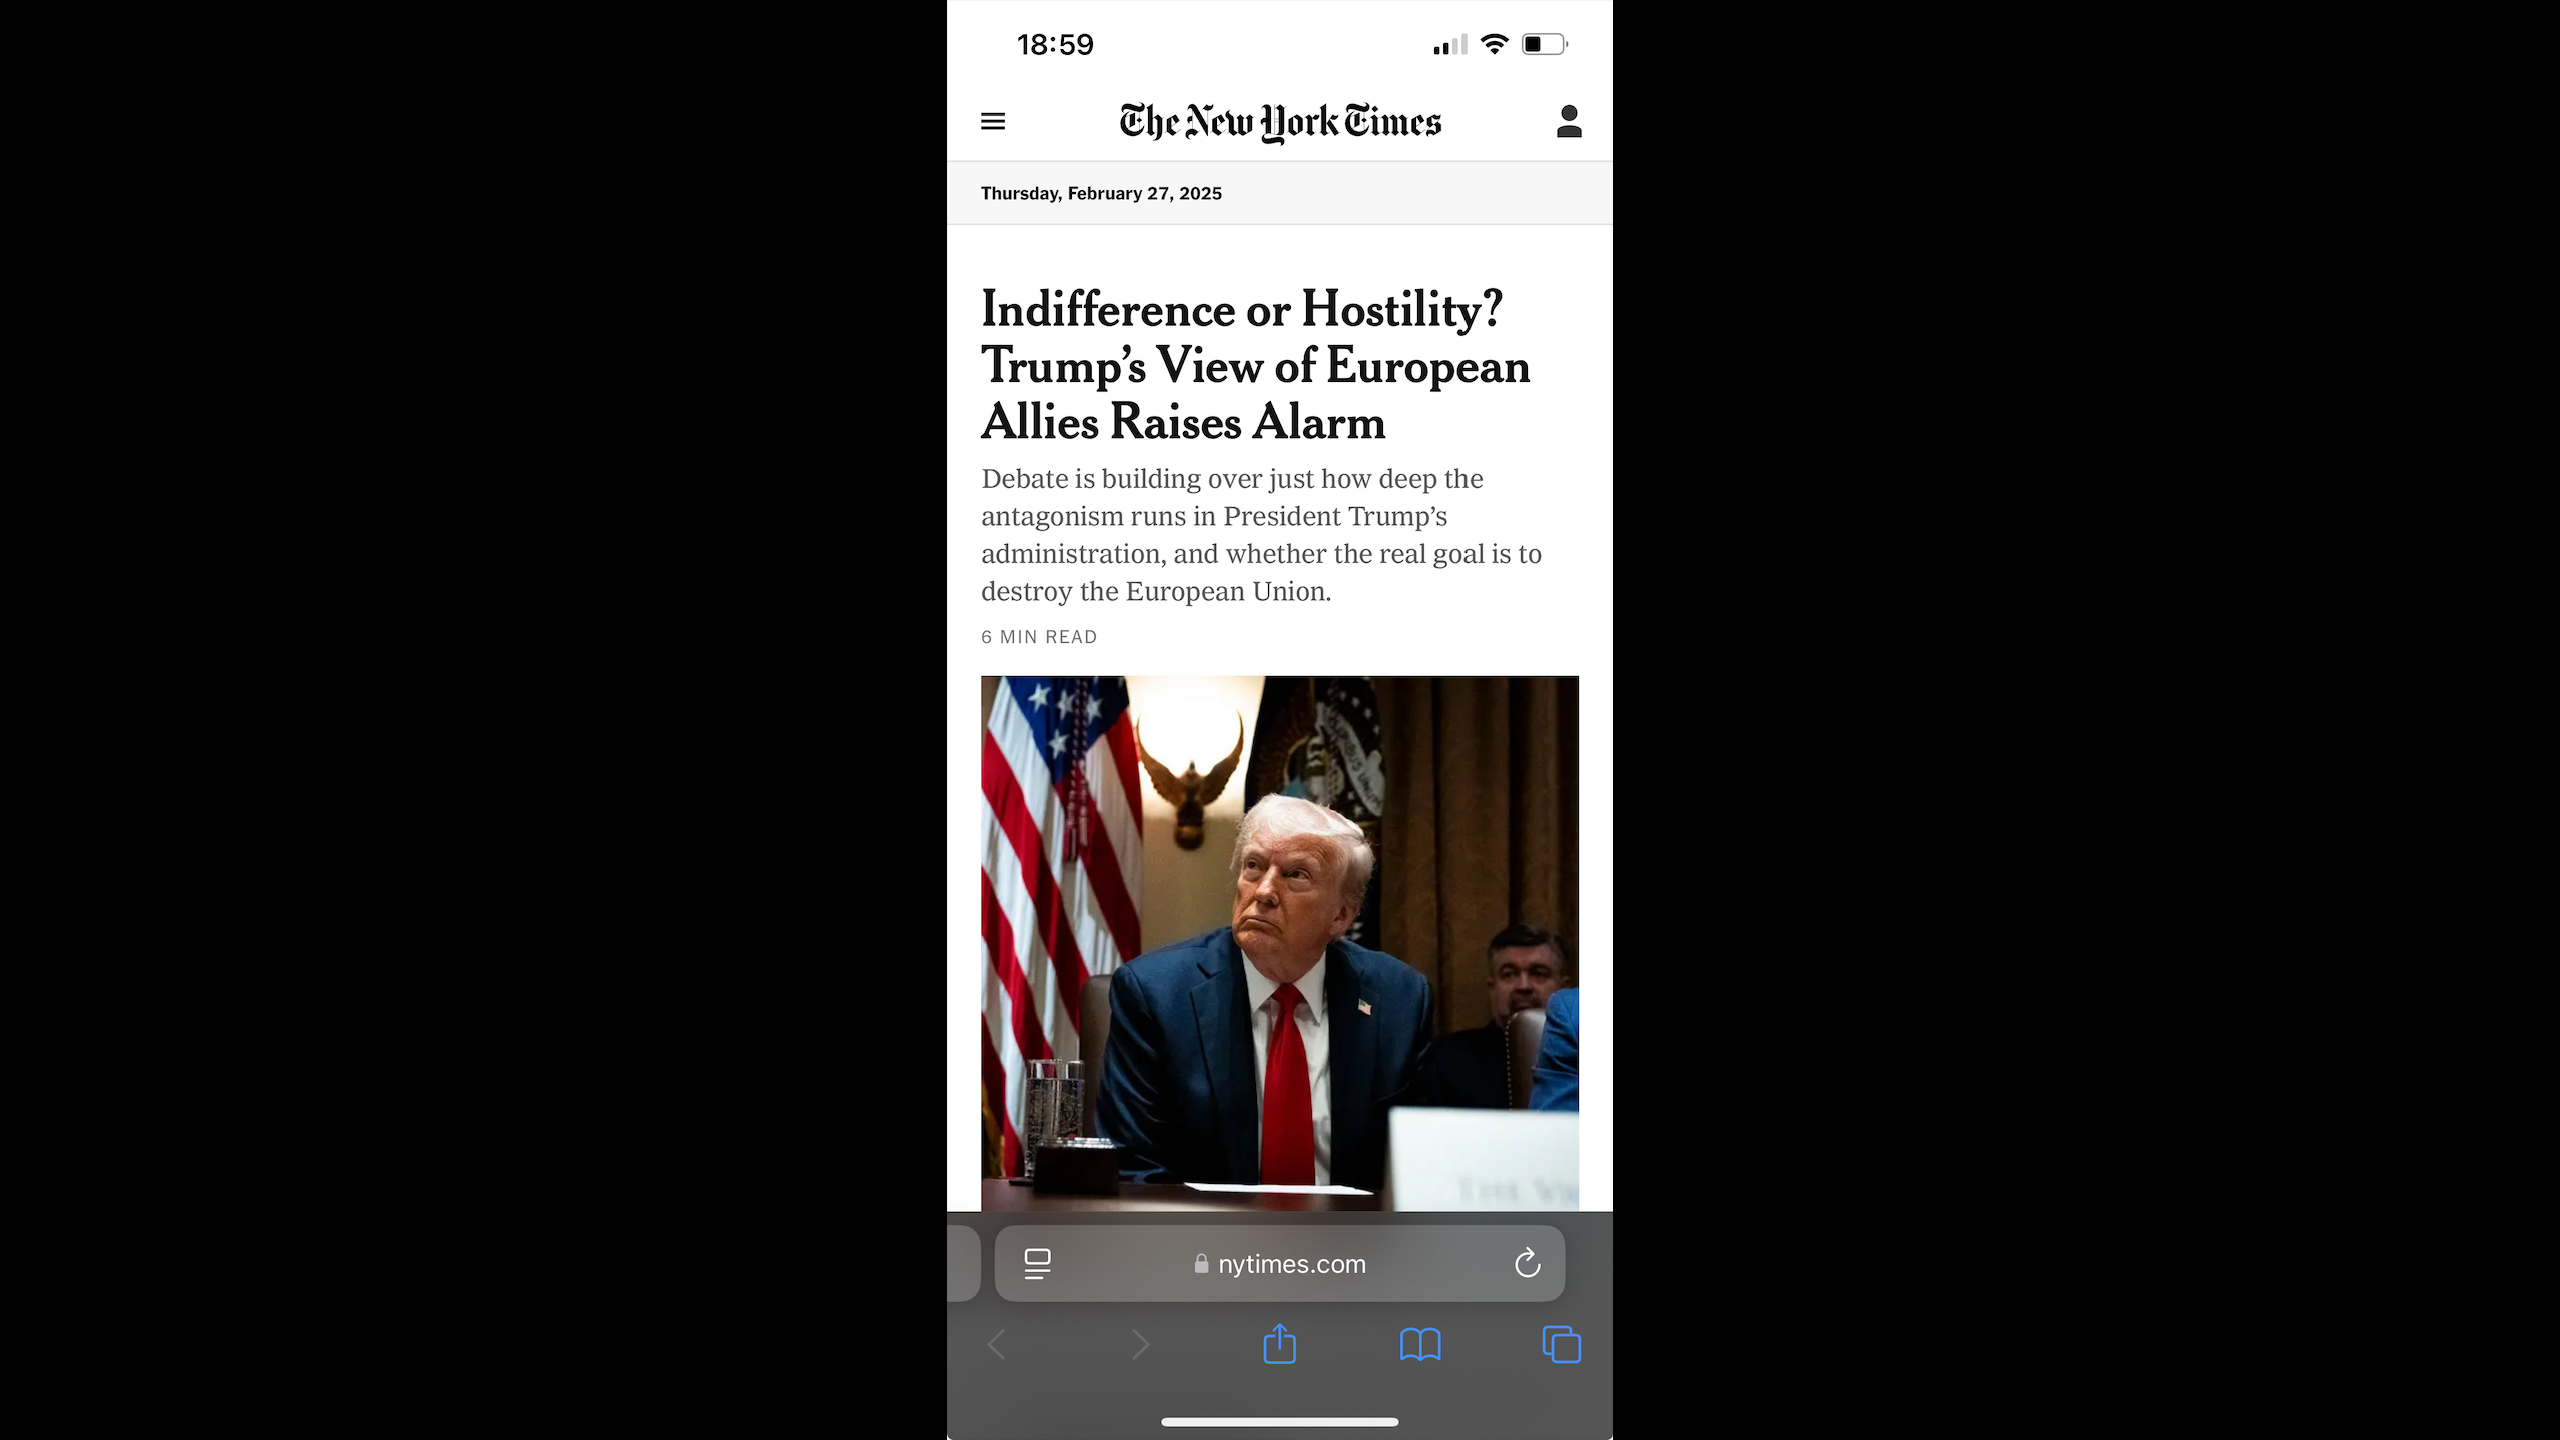 18:59
The New York Times
Thursday, February 27, 2025
Indifference or Hostility?
Trump’s View of European
Allies Raises Alarm
Debate is building over just how deep the
antagonism runs in President Trump’s
administration, and whether the real goal is to
destroy the European Union.
6 MIN READ
nytimes.com